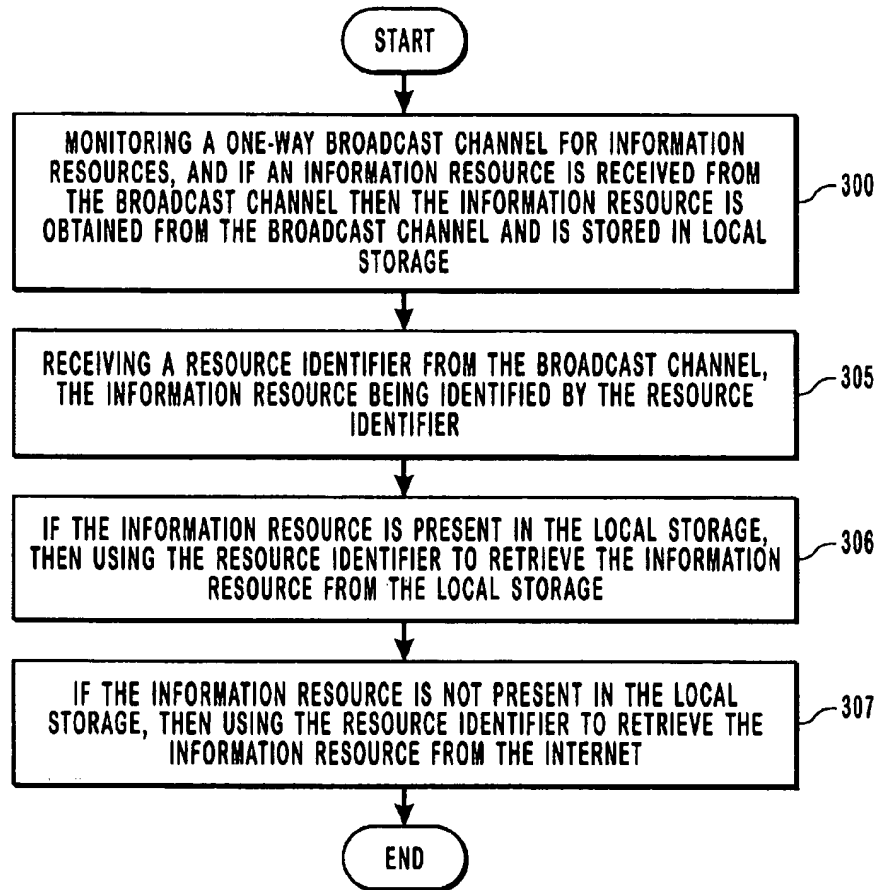 START
MONITORING A ONE-WAY BROADCAST CHANNEL FOR INFORMATION
RESOURCES, AND IF AN INFORMATION RESOURCE IS RECEIVED FROM
THE BROADCAST CHANNEL THEN THE INFORMATION RESOURCE IS
OBTAINED FROM THE BROADCAST CHANNEL AND IS STORED IN LOCAL
STORAGE
300
RECEIVING A RESOURCE IDENTIFIER FROM THE BROADCAST CHANNEL,
THE INFORMATION RESOURCE BEING IDENTIFIED BY THE RESOURCE
IDENTIFIER
305
IF THE INFORMATION RESOURCE IS PRESENT IN THE LOCAL STORAGE,
THEN USING THE RESOURCE IDENTIFIER TO RETRIEVE THE INFORMATION
RESOURCE FROM THE LOCAL STORAGE
306
IF THE INFORMATION RESOURCE IS NOT PRESENT IN THE LOCAL
STORAGE, THEN USING THE RESOURCE IDENTIFIER TO RETRIEVE THE
INFORMATION RESOURCE FROM THE INTERNET
307
END